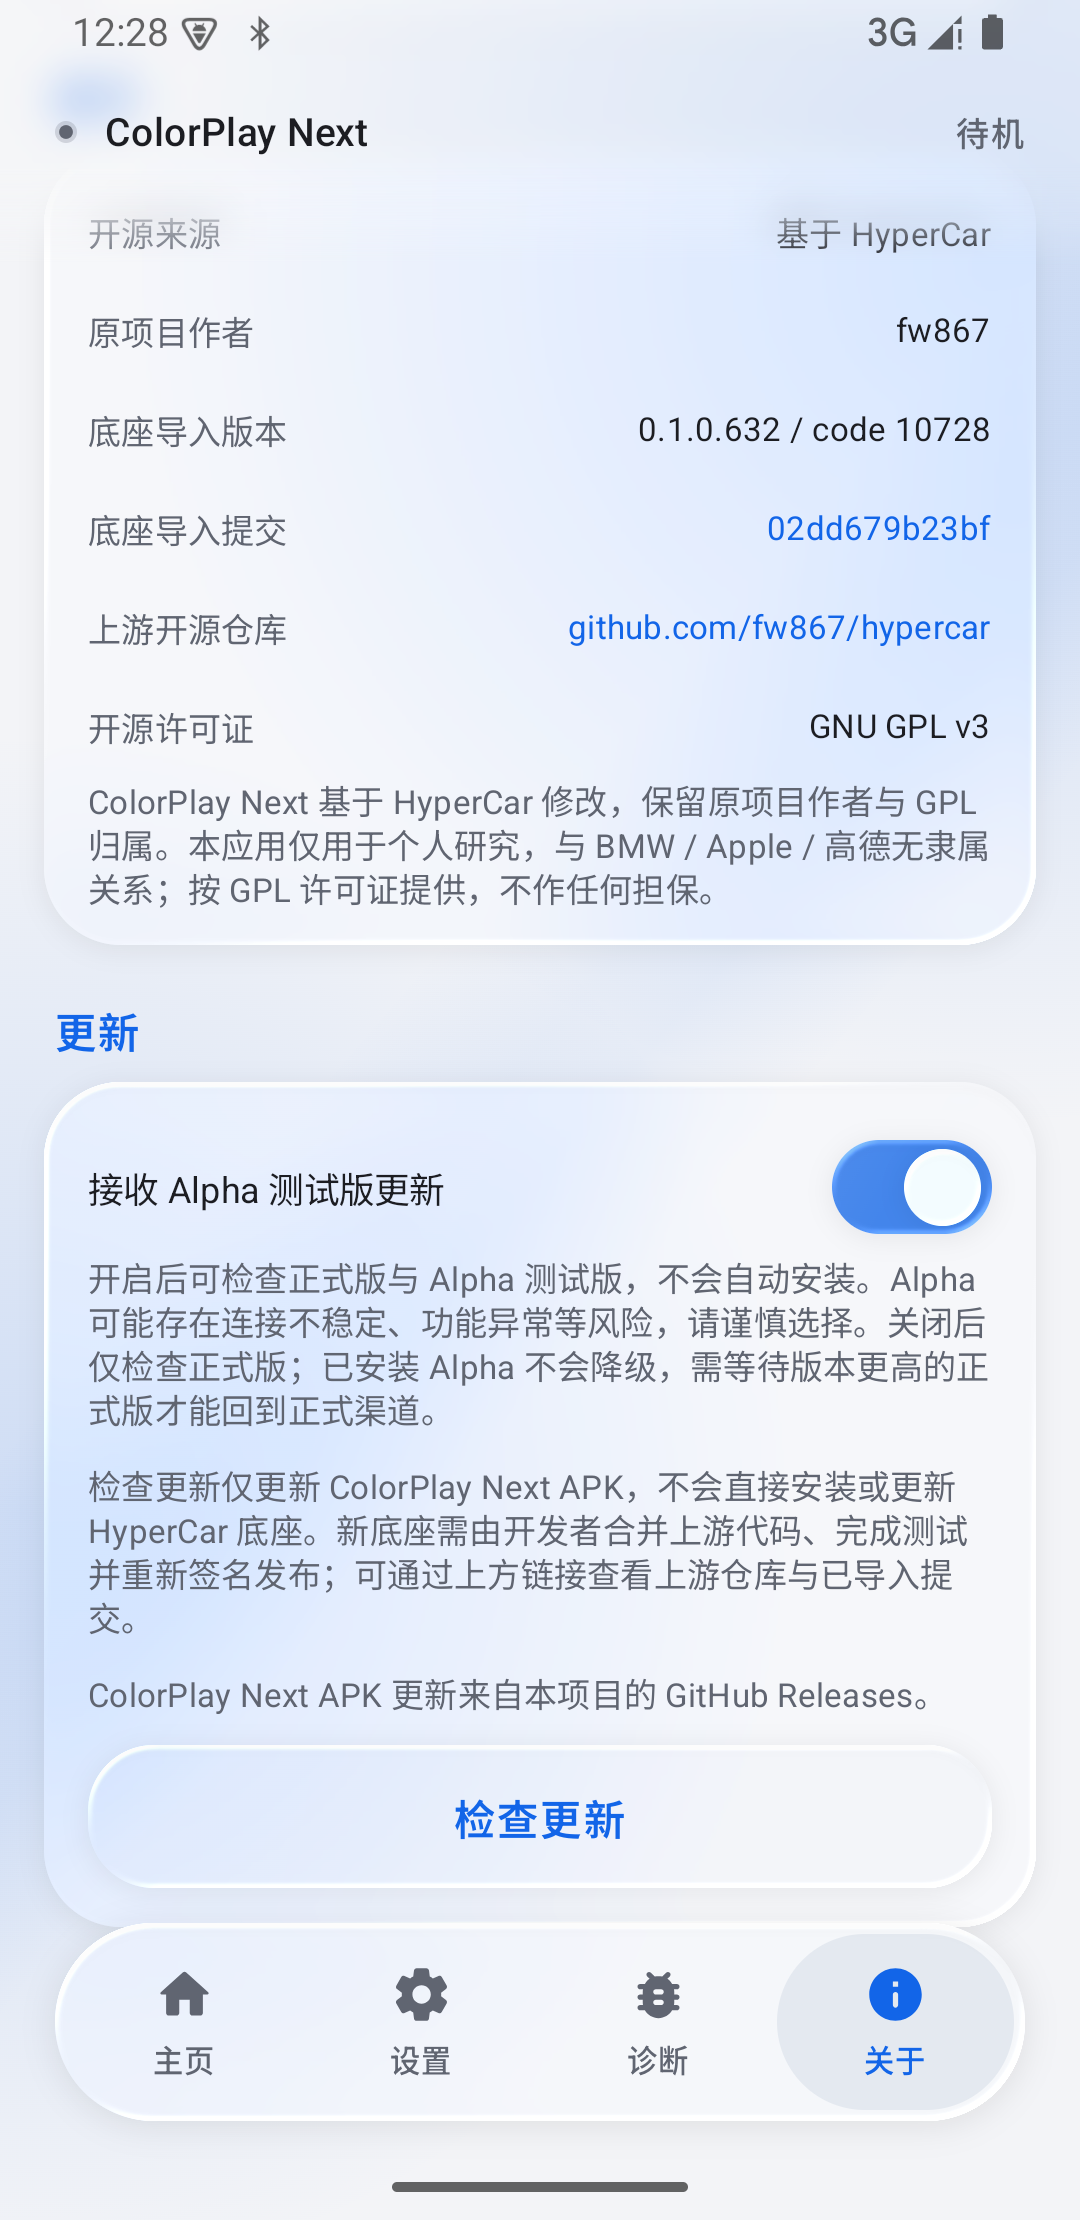 12:28
3G
ColorPlay Next
待机
开源来源
基于 HyperCar
原项目作者
fw867
底座导入版本
0.1.0.632 / code 10728
底座导入提交
02dd679b23bf
上游开源仓库
github.com/fw867/hypercar
开源许可证
GNU GPL v3
ColorPlay Next 基于 HyperCar 修改，保留原项目作者与 GPL
归属。本应用仅用于个人研究，与 BMW / Apple / 高德无隶属
关系；按 GPL 许可证提供，不作任何担保。
更新
接收 Alpha 测试版更新
开启后可检查正式版与 Alpha 测试版，不会自动安装。Alpha
可能存在连接不稳定、功能异常等风险，请谨慎选择。关闭后
仅检查正式版；已安装 Alpha 不会降级，需等待版本更高的正
式版才能回到正式渠道。
检查更新仅更新 ColorPlay Next APK，不会直接安装或更新
HyperCar 底座。新底座需由开发者合并上游代码、完成测试
并重新签名发布；可通过上方链接查看上游仓库与已导入提
交。
ColorPlay Next APK 更新来自本项目的 GitHub Releases。
检查更新
主页
设置
诊断
关于